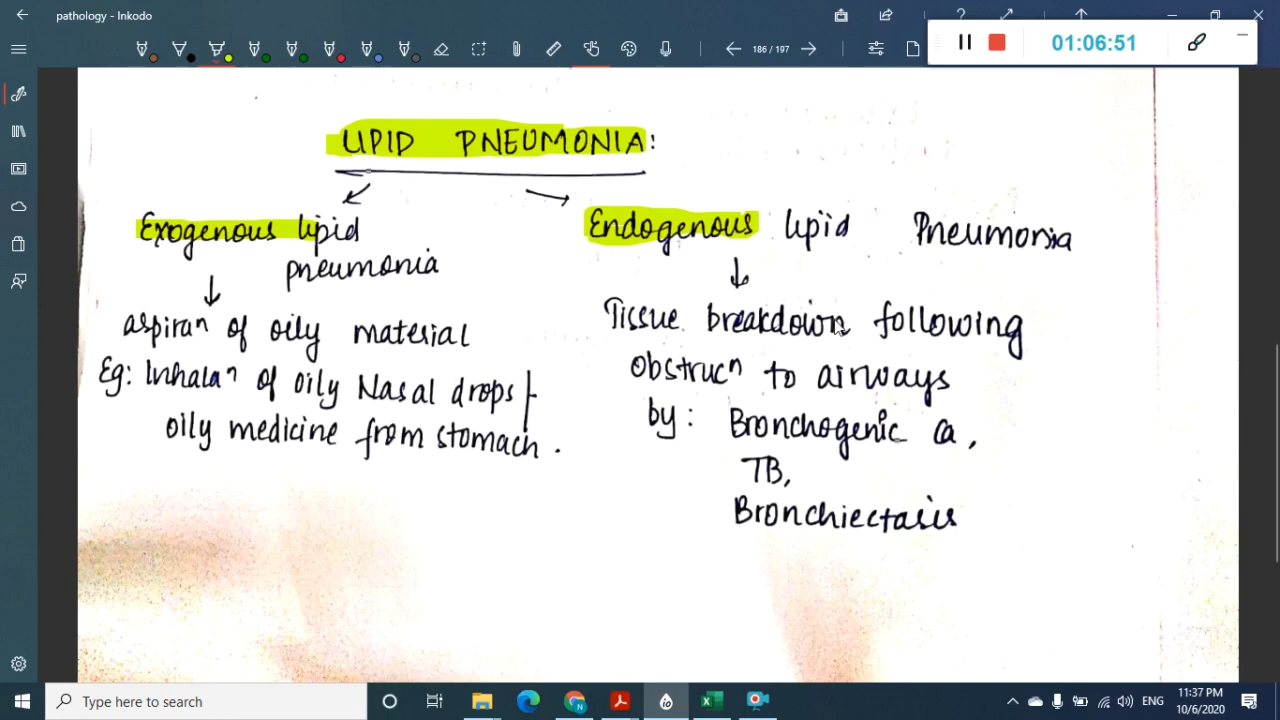 pathology - Inkodo
186 / 197
01:06:51
LIPID PNEUMONIA:
Exogenous lipid
pneumonia
aspiraⁿ of oily material
Eg: Inhalaⁿ of oily Nasal drops
oily medicine from stomach.
Endogenous lipid Pneumonia
Tissue breakdown following
Obstrucⁿ to airways
by: Bronchogenic ca,
TB,
Bronchiectasis
Type here to search
ENG
11:37 PM
10/6/2020